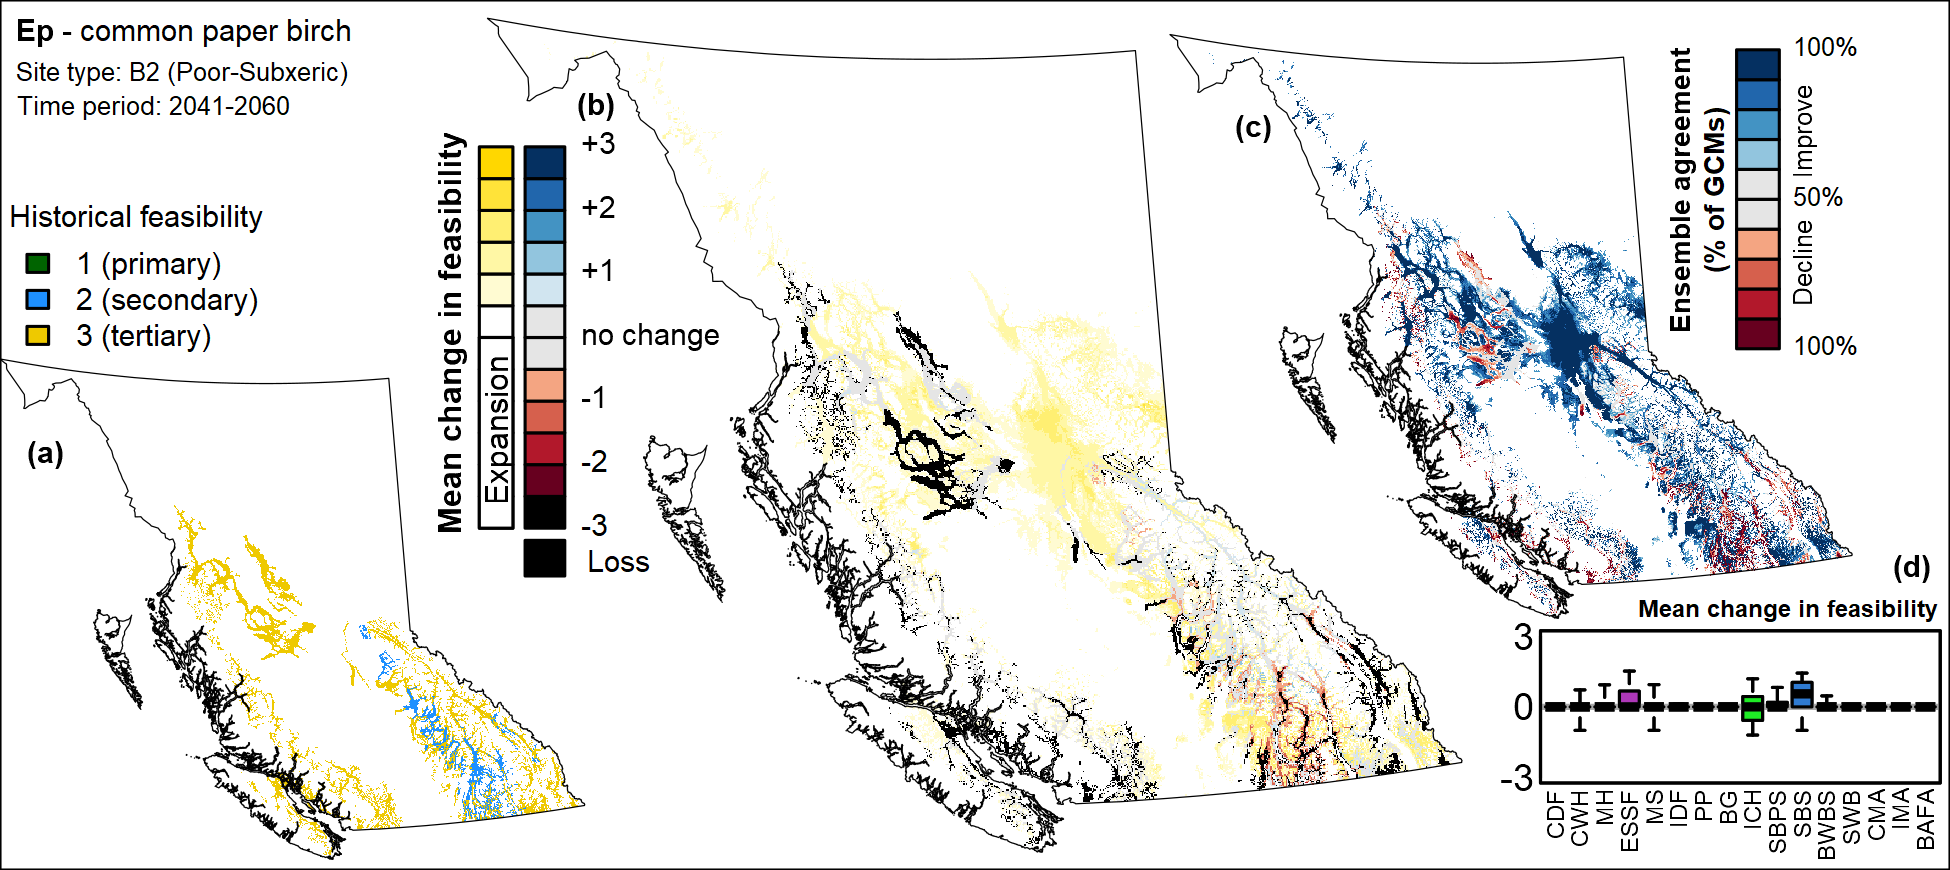 Ep - common paper birch
Site type: B2 (Poor-Subxeric)
Time period: 2041-2060
Historical feasibility
1 (primary)
2 (secondary)
3 (tertiary)
(a)
(b)
Mean change in feasibility
Expansion
+3
+2
+1
no change
-1
-2
-3
Loss
(c)
Ensemble agreement
(% of GCMs)
100%
Improve
50%
Decline
100%
(d)
Mean change in feasibility
3
0
-3
CDF
CWH
MH
ESSF
MS
IDF
PP
BG
ICH
SBPS
SBS
BWBS
SWB
CMA
IMA
BAFA